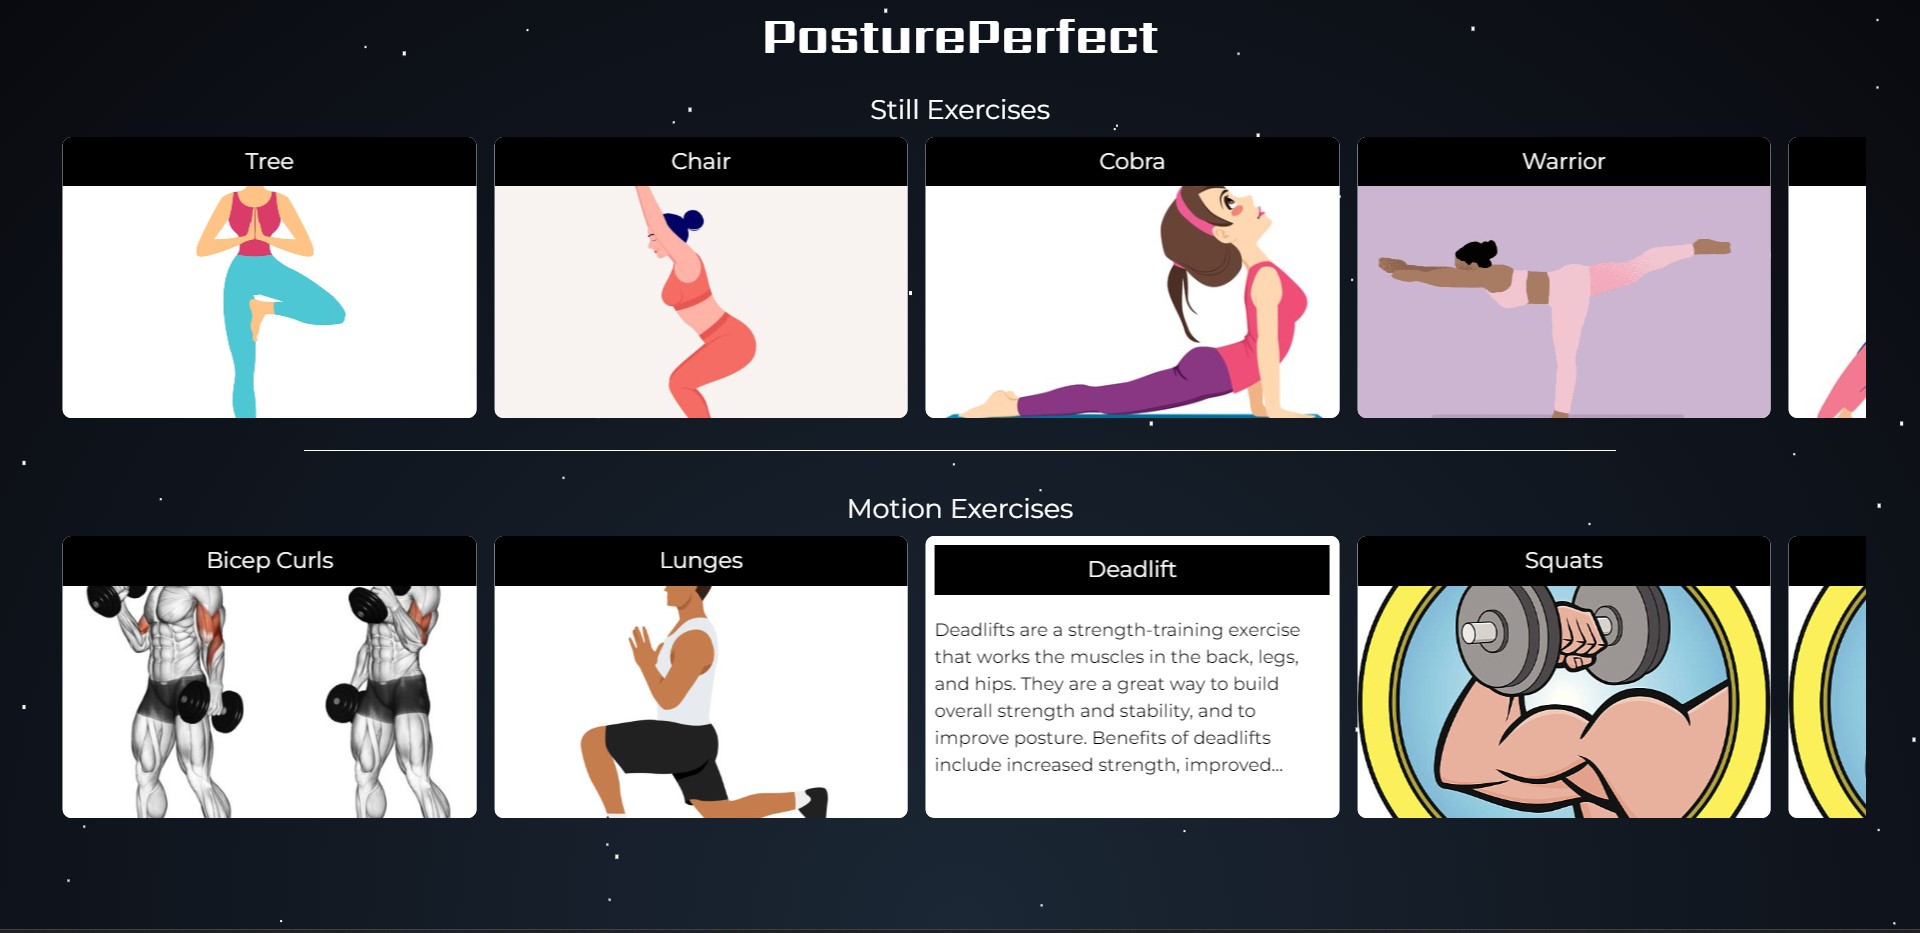 PosturePerfect
Still Exercises
Tree
Chair
Cobra
Warrior
Motion Exercises
Bicep Curls
Lunges
Deadlift
Deadlifts are a strength-training exercise
that works the muscles in the back, legs,
and hips. They are a great way to build
overall strength and stability, and to
improve posture. Benefits of deadlifts
include increased strength, improved...
Squats